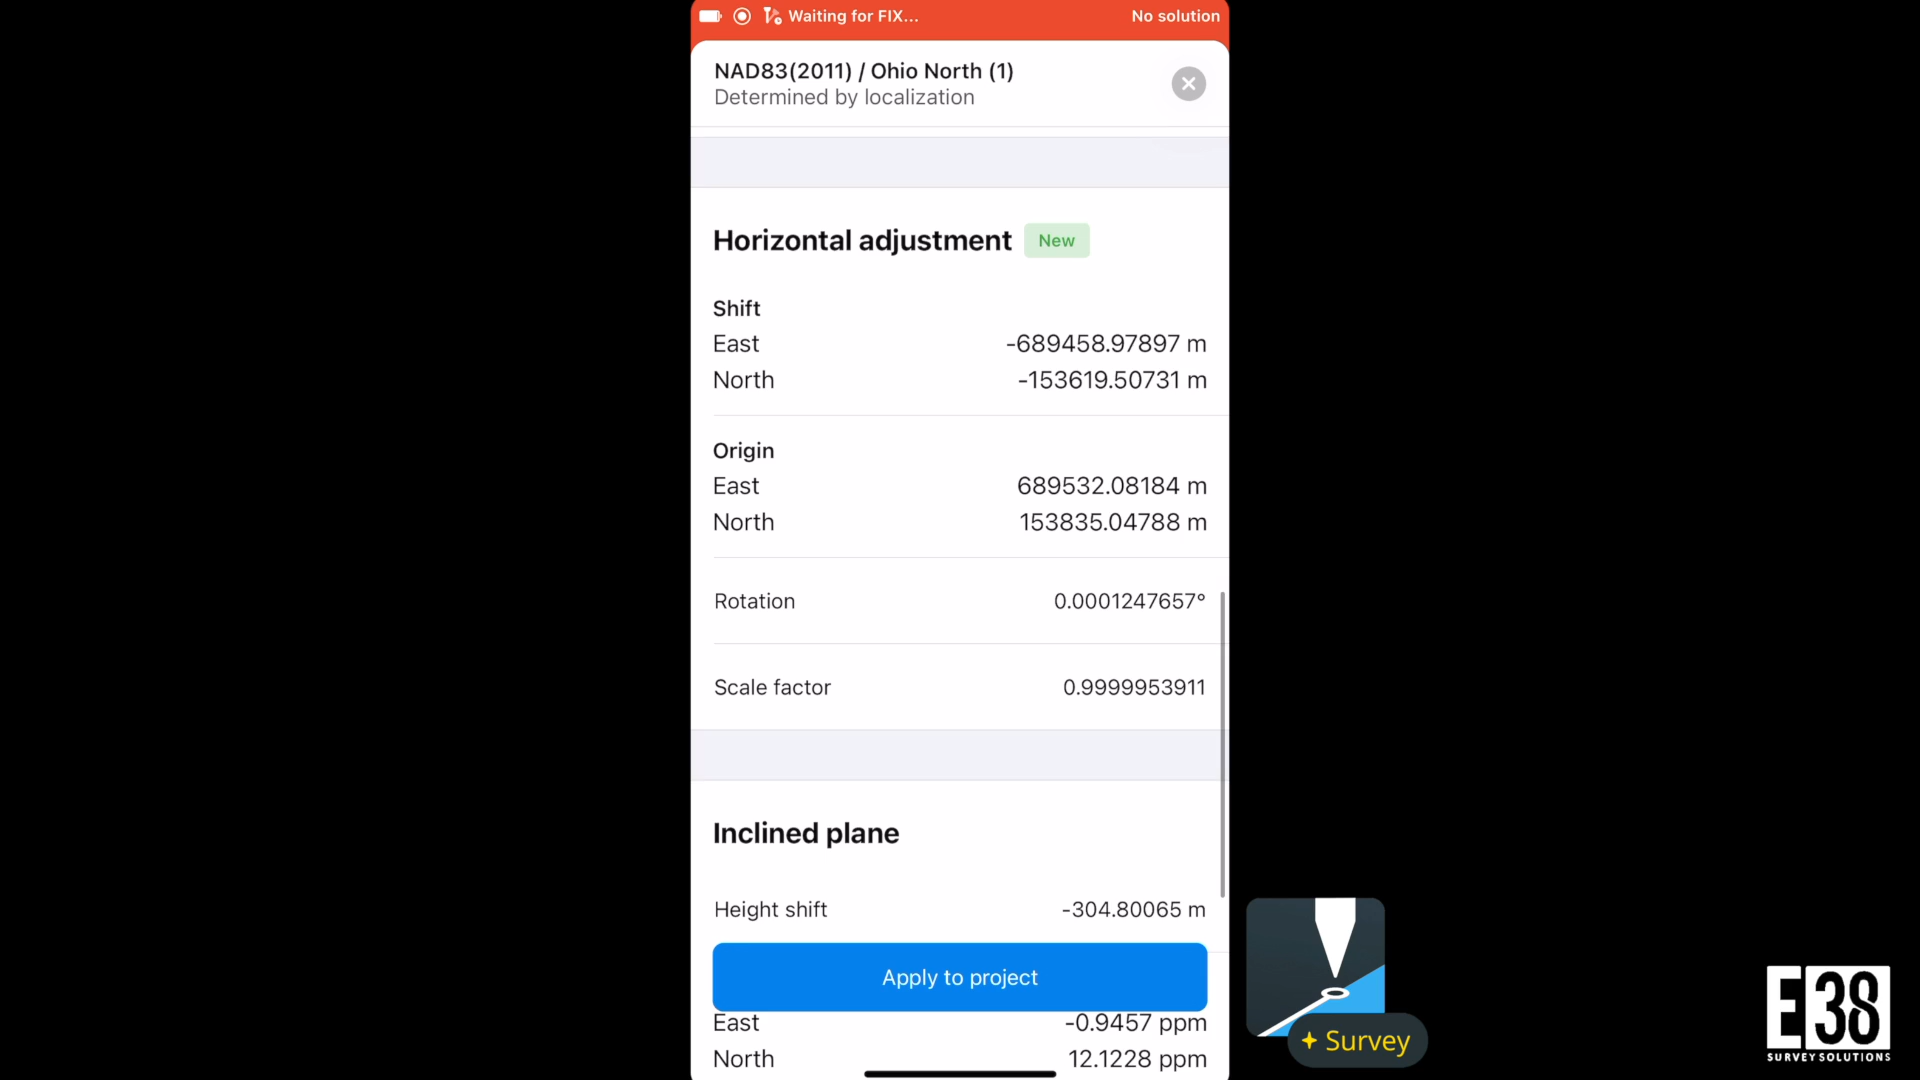 Waiting for FIX... No solution
NAD83(2011) / Ohio North (1)
Determined by localization
Horizontal adjustment New
Shift
East -689458.97897 m
North -153619.50731 m
Origin
East 689532.08184 m
North 153835.04788 m
Rotation 0.0001247657°
Scale factor 0.9999953911
Inclined plane
Height shift -304.80065 m
Apply to project
East -0.9457 ppm
North 12.1228 ppm
Survey
E38
SURVEY SOLUTIONS